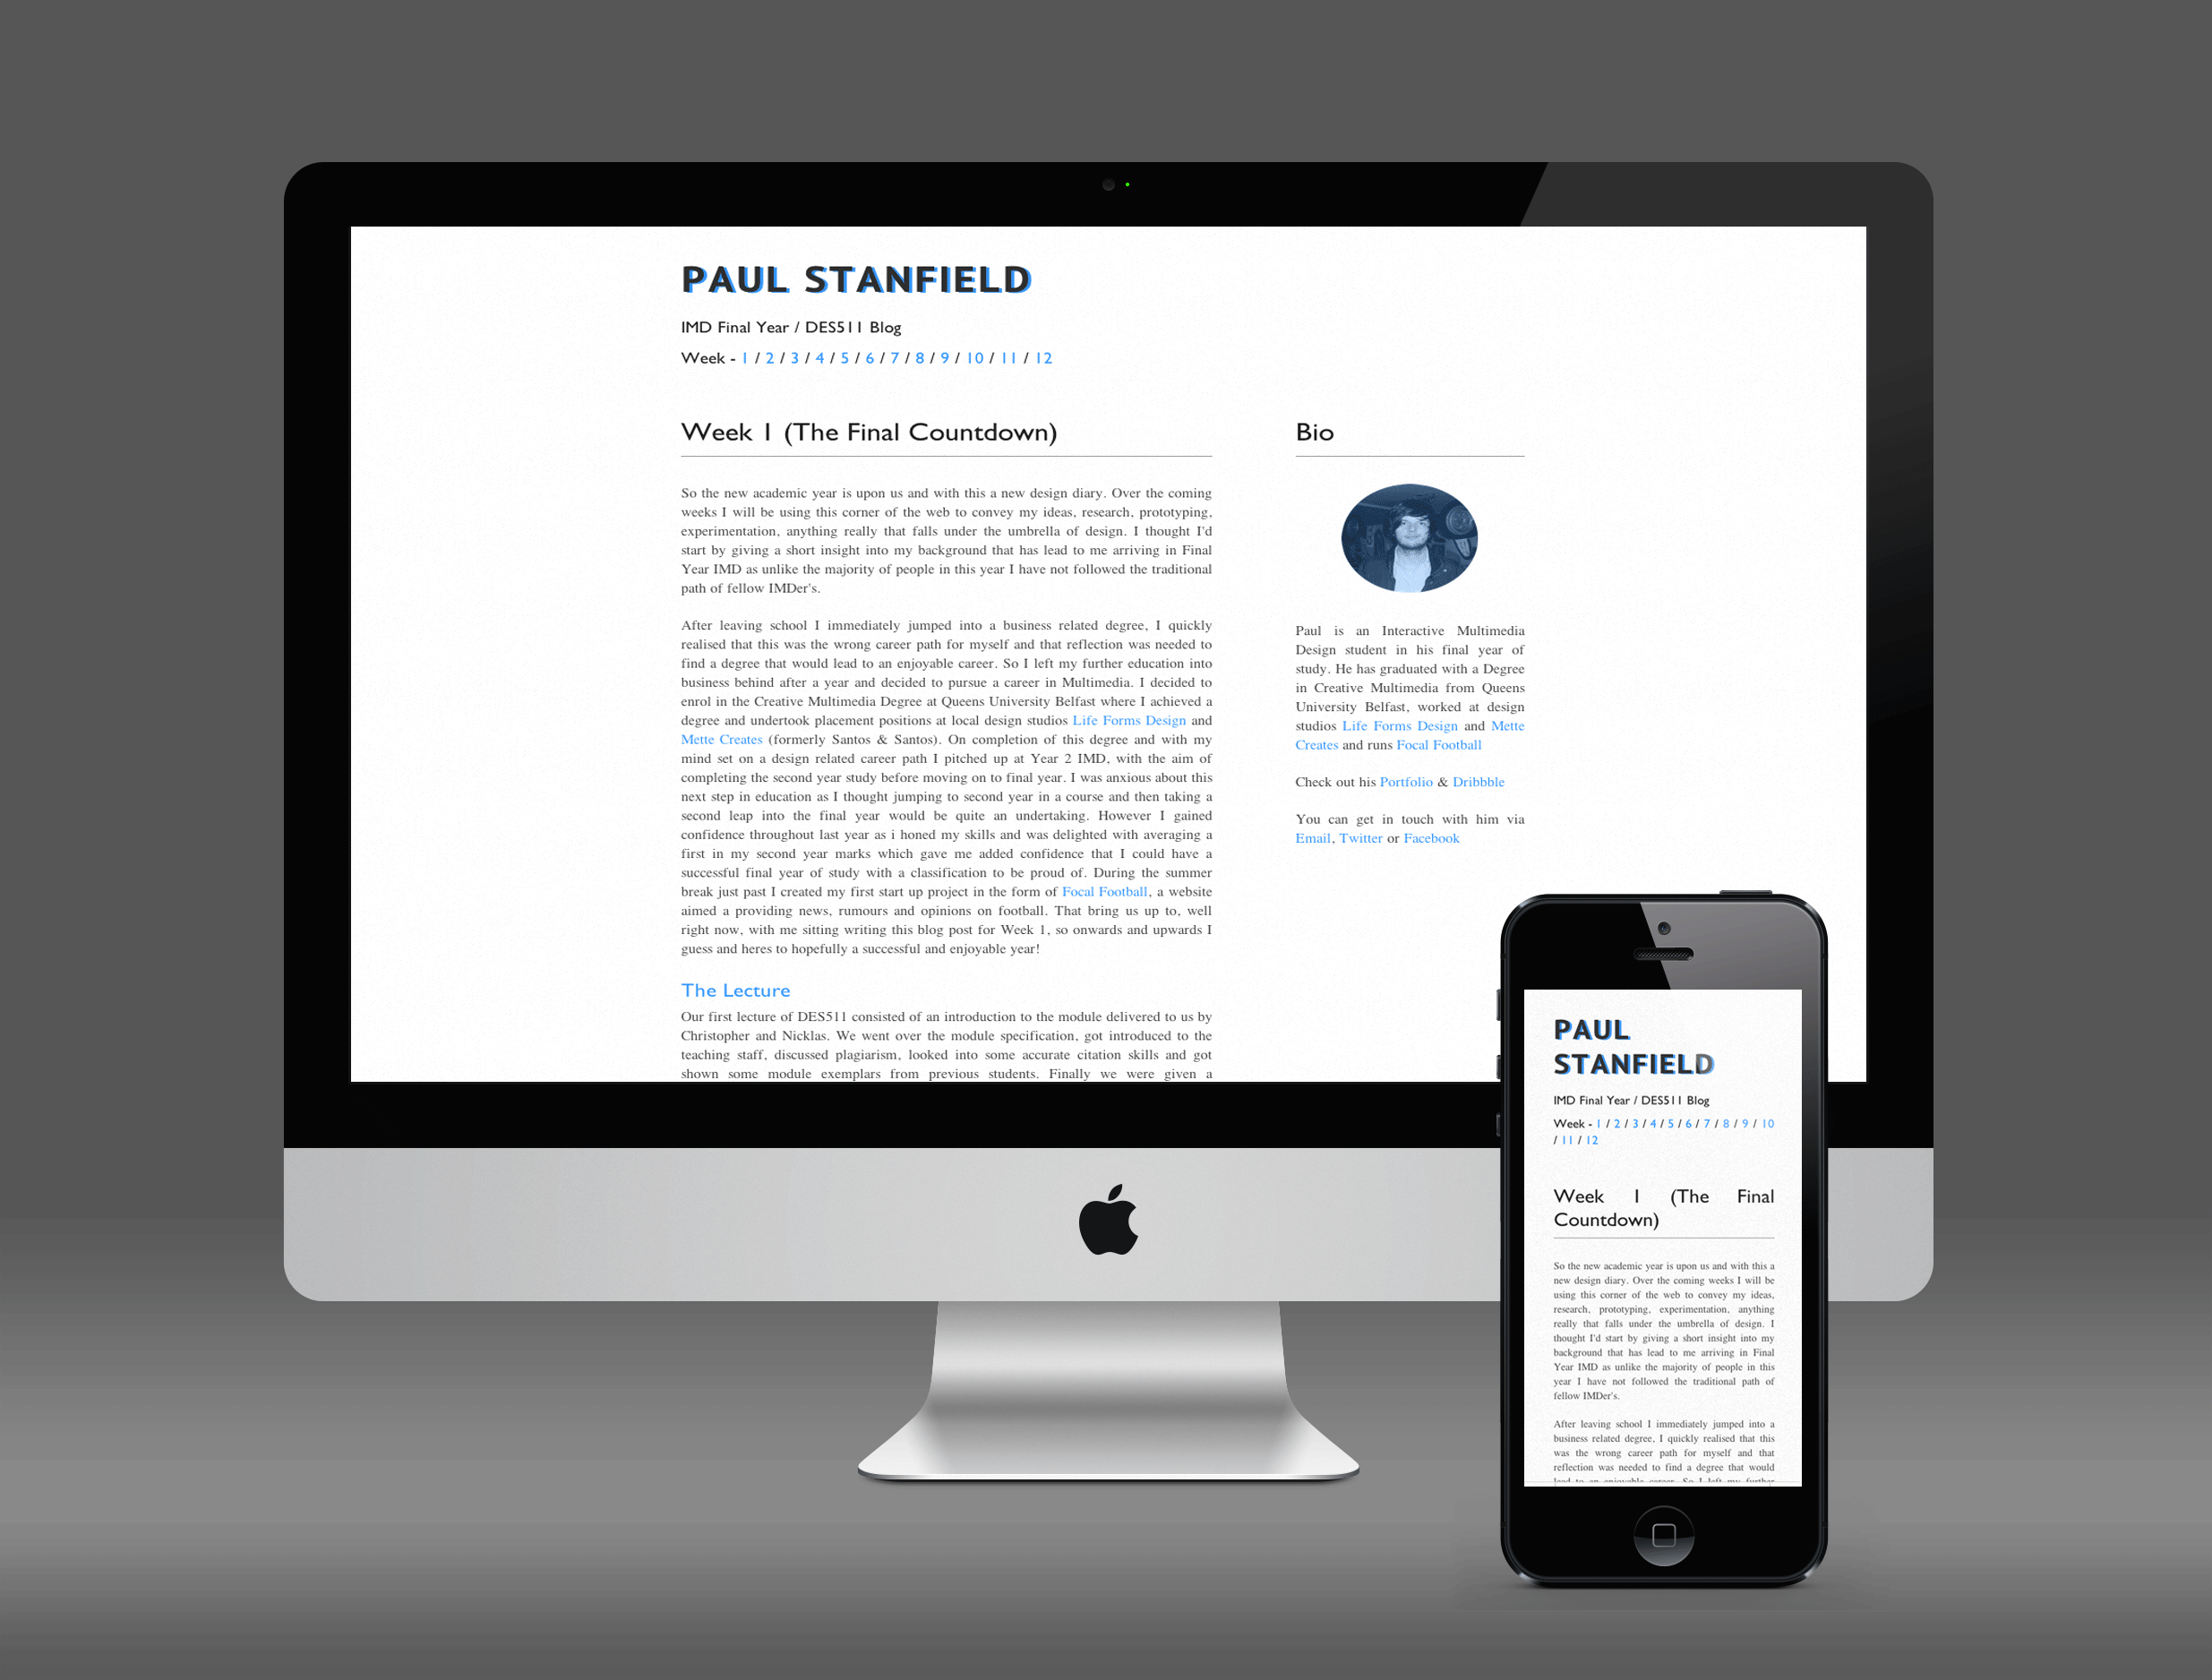 PAUL STANFIELD
IMD Final Year / DES511 Blog
Week - 1 / 2 / 3 / 4 / 5 / 6 / 7 / 8 / 9 / 10 / 11 / 12
Week 1 (The Final Countdown)
So the new academic year is upon us and with this a new design diary. Over the coming
weeks I will be using this corner of the web to convey my ideas, research, prototyping,
experimentation, anything really that falls under the umbrella of design. I thought I'd
start by giving a short insight into my background that has lead to me arriving in Final
Year IMD as unlike the majority of people in this year I have not followed the traditional
path of fellow IMDer's.
After leaving school I immediately jumped into a business related degree, I quickly
realised that this was the wrong career path for myself and that reflection was needed to
find a degree that would lead to an enjoyable career. So I left my further education into
business behind after a year and decided to pursue a career in Multimedia. I decided to
enrol in the Creative Multimedia Degree at Queens University Belfast where I achieved a
degree and undertook placement positions at local design studios Life Forms Design and
Mette Creates (formerly Santos & Santos). On completion of this degree and with my
mind set on a design related career path I pitched up at Year 2 IMD, with the aim of
completing the second year study before moving on to final year. I was anxious about this
next step in education as I thought jumping to second year in a course and then taking a
second leap into the final year would be quite an undertaking. However I gained
confidence throughout last year as i honed my skills and was delighted with averaging a
first in my second year marks which gave me added confidence that I could have a
successful final year of study with a classification to be proud of. During the summer
break just past I created my first start up project in the form of Focal Football, a website
aimed a providing news, rumours and opinions on football. That bring us up to, well
right now, with me sitting writing this blog post for Week 1, so onwards and upwards I
guess and heres to hopefully a successful and enjoyable year!
The Lecture
Our first lecture of DES511 consisted of an introduction to the module delivered to us by
Christopher and Nicklas. We went over the module specification, got introduced to the
teaching staff, discussed plagiarism, looked into some accurate citation skills and got
shown some module exemplars from previous students. Finally we were given a
Bio
Paul is an Interactive Multimedia
Design student in his final year of
study. He has graduated with a Degree
in Creative Multimedia from Queens
University Belfast, worked at design
studios Life Forms Design and Mette
Creates and runs Focal Football
Check out his Portfolio & Dribbble
You can get in touch with him via
Email, Twitter or Facebook
PAUL
STANFIELD
IMD Final Year / DES511 Blog
Week - 1 / 2 / 3 / 4 / 5 / 6 / 7 / 8 / 9 / 10
/ 11 / 12
Week 1 (The Final
Countdown)
So the new academic year is upon us and with this a
new design diary. Over the coming weeks I will be
using this corner of the web to convey my ideas,
research, prototyping, experimentation, anything
really that falls under the umbrella of design. I
thought I'd start by giving a short insight into my
background that has lead to me arriving in Final
Year IMD as unlike the majority of people in this
year I have not followed the traditional path of
fellow IMDer's.
After leaving school I immediately jumped into a
business related degree, I quickly realised that this
was the wrong career path for myself and that
reflection was needed to find a degree that would
lead to an enjoyable career. So I left my further